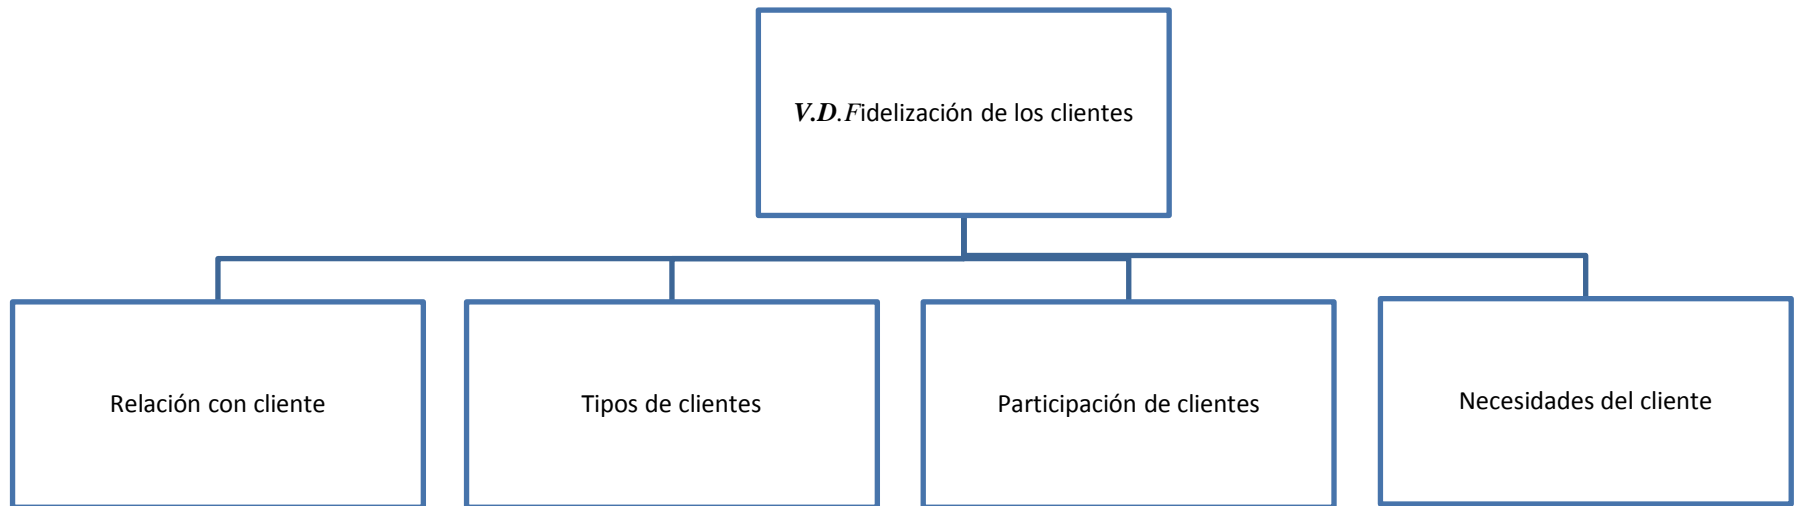 V.D.Fidelización de los clientes
Relación con cliente
Tipos de clientes
Participación de clientes
Necesidades del cliente